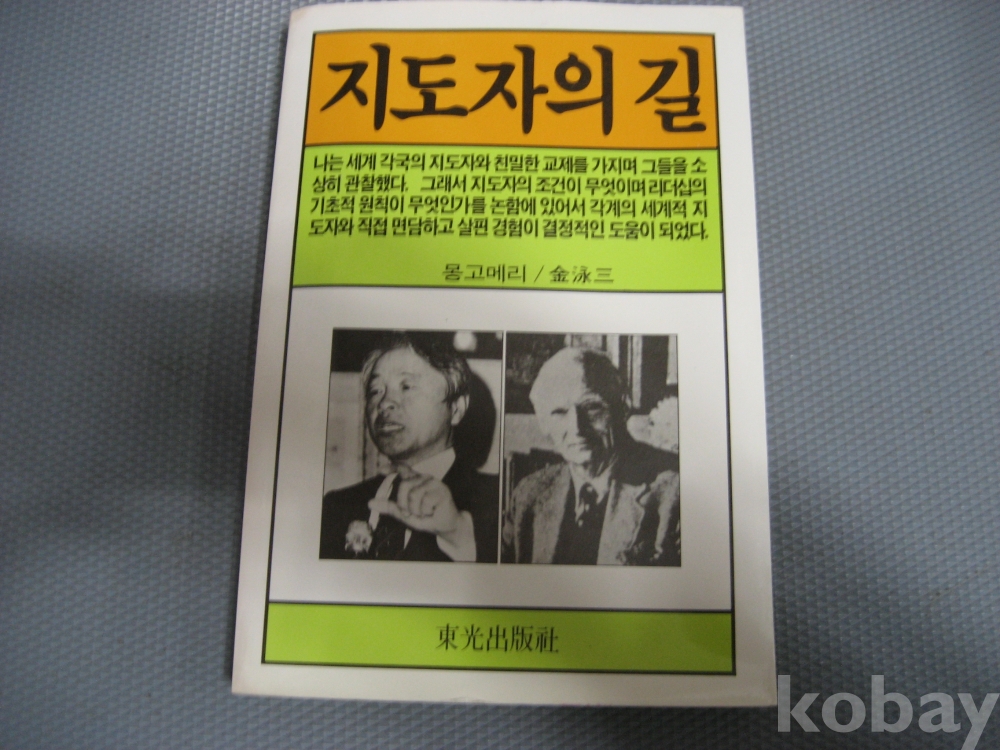 지도자의 길
나는 세계 각국의 지도자와 친밀한 교제를 가지며 그들을 소
상히 관찰했다. 그래서 지도자의 조건이 무엇이며 리더십의
기초적 원칙이 무엇인가를 논함에 있어서 각계의 세계적 지
도자와 직접 면담하고 살핀 경험이 결정적인 도움이 되었다.
몽고메리 / 金泳三
東光出版社
kobay